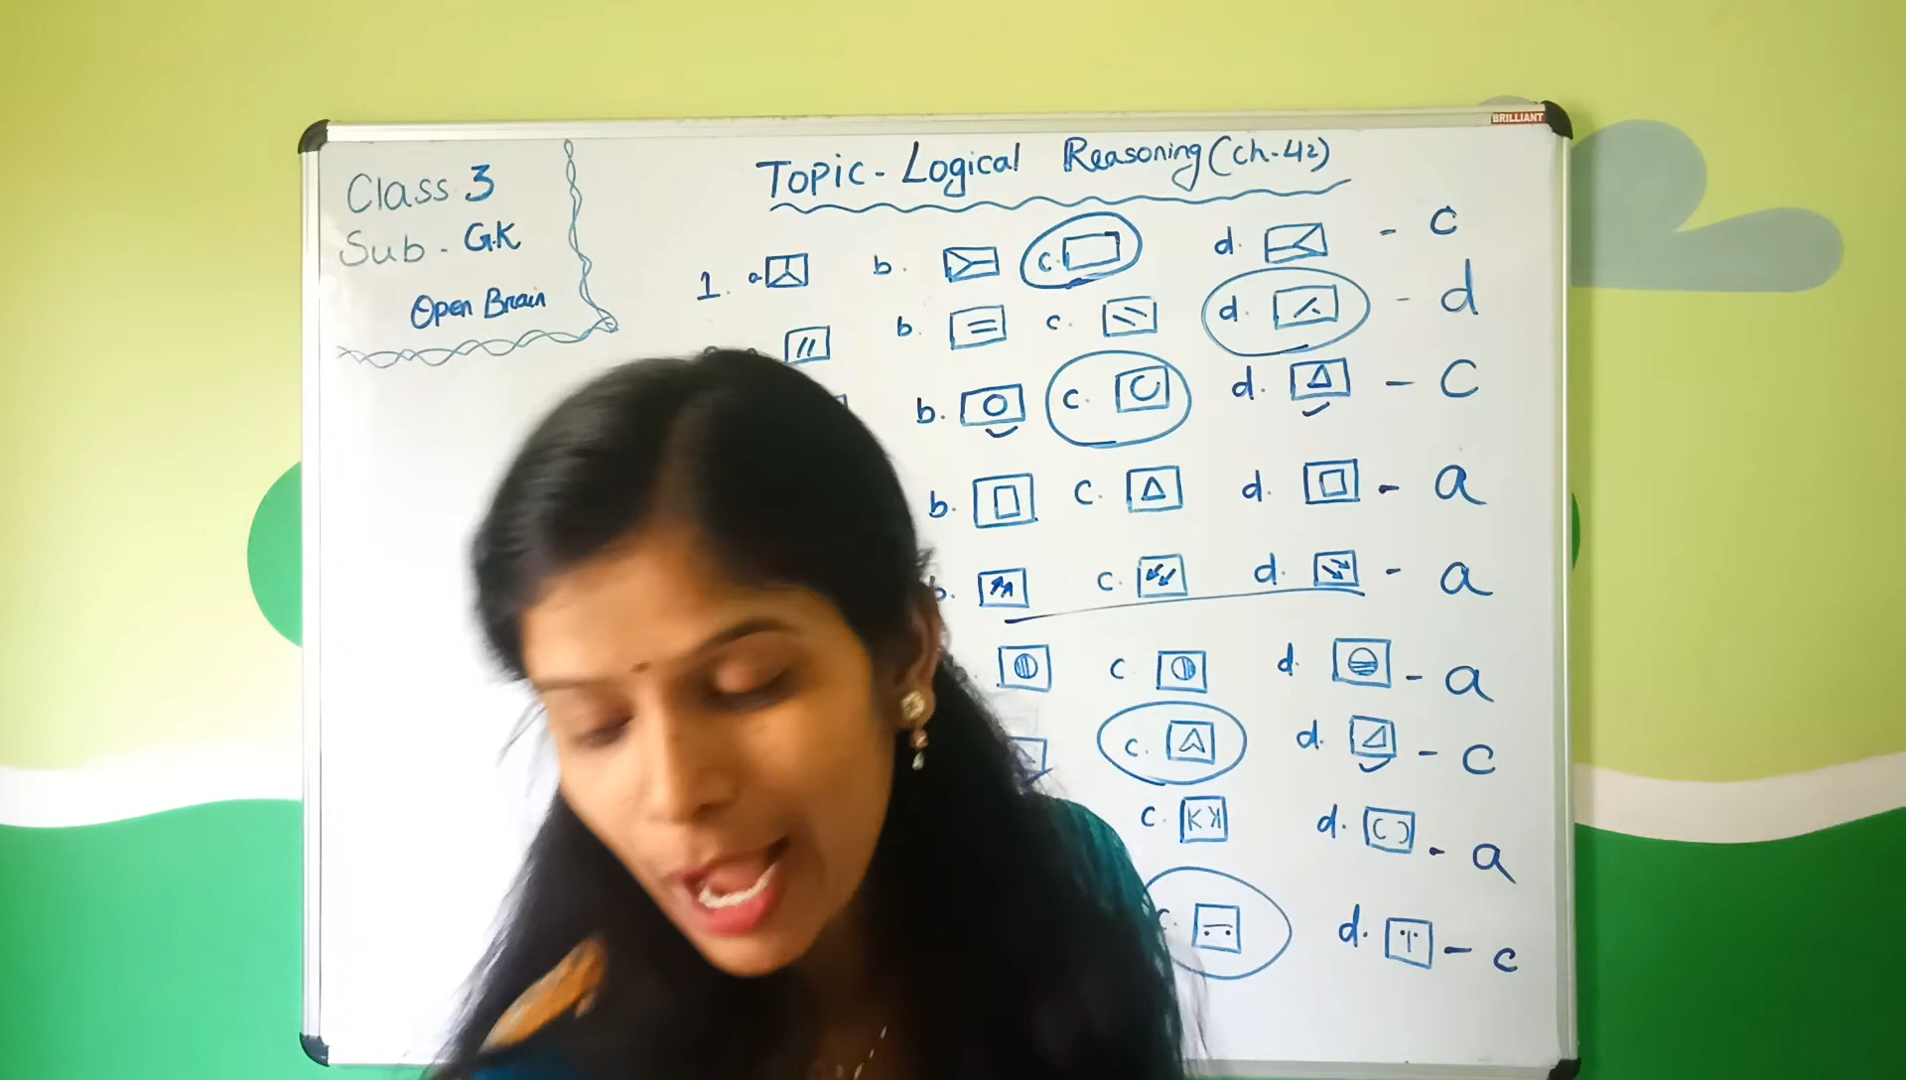 BRILLIANT
Class 3
Sub - G.K
Open Brain
Topic - Logical Reasoning (Ch-42)
1. a b. c. d. - c
b. c. d. - d
b. c. d. - C
b. c. d. - a
b. c. d. - a
c. d. - a
c. d. - c
c. K K d. C C - a
c. d. - c